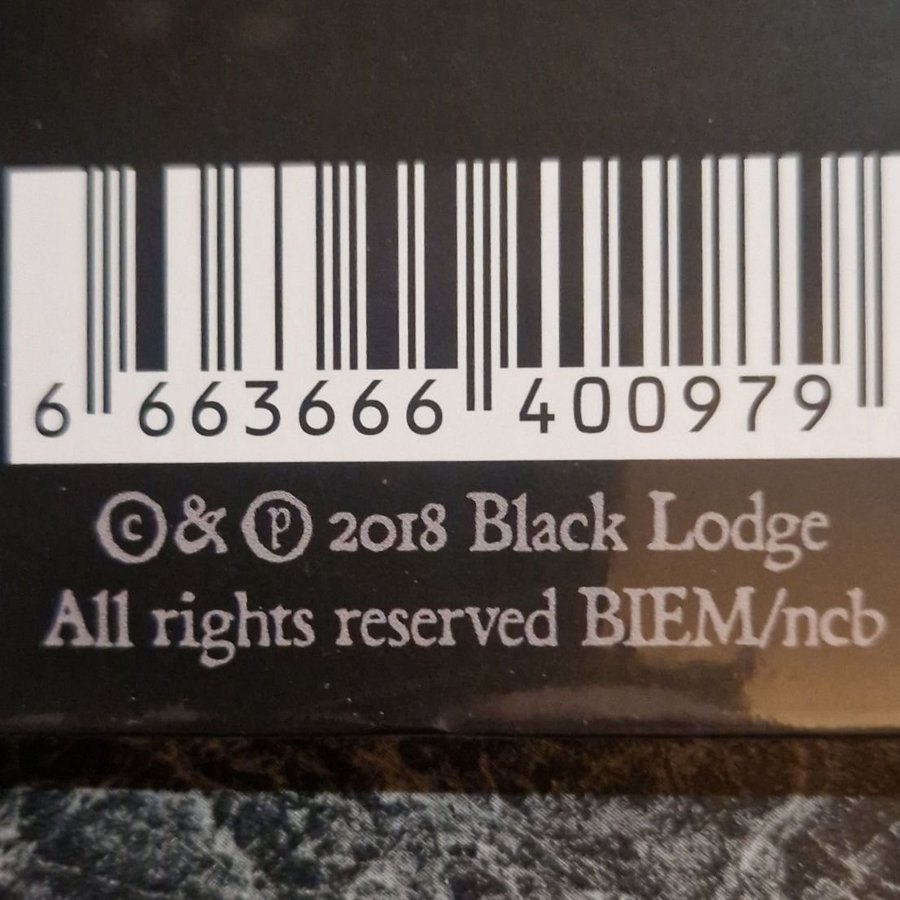 6 663666 400979
© & ℗ 2018 Black Lodge
All rights reserved BIEM/ncb